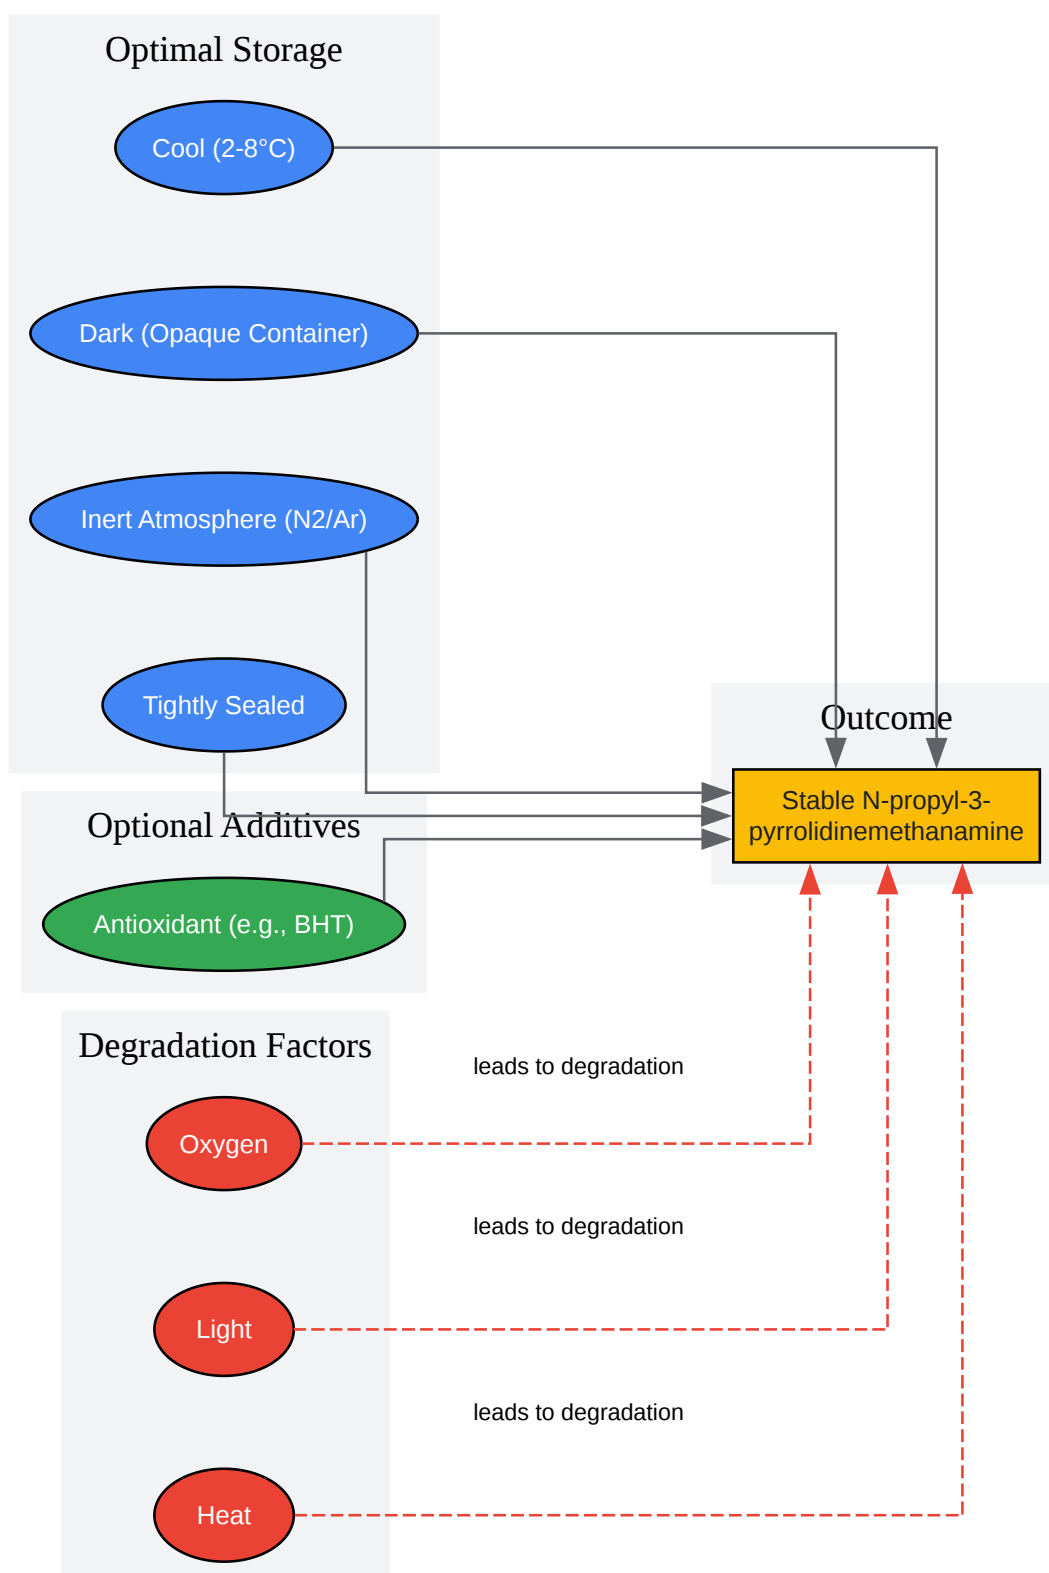 Optimal Storage
Cool (2-8°C)
Dark (Opaque Container)
Inert Atmosphere (N2/Ar)
Tightly Sealed
Outcome
Stable N-propyl-3-
pyrrolidinemethanamine
Optional Additives
Antioxidant (e.g., BHT)
Degradation Factors
leads to degradation
Oxygen
leads to degradation
Light
leads to degradation
Heat